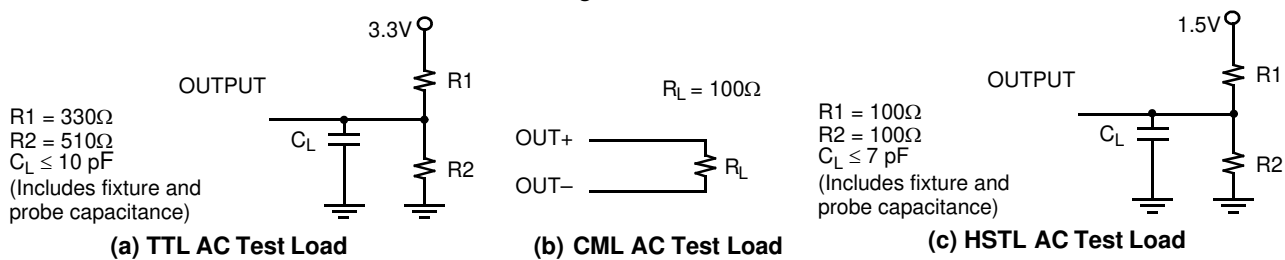 3.3V
OUTPUT
R1
R1 = 330Ω
R2 = 510Ω
C_L ≤ 10 pF
(Includes fixture and
probe capacitance)
C_L
R2
(a) TTL AC Test Load
R_L = 100Ω
OUT+
OUT–
R_L
(b) CML AC Test Load
1.5V
OUTPUT
R1
R1 = 100Ω
R2 = 100Ω
C_L ≤ 7 pF
(Includes fixture and
probe capacitance)
C_L
R2
(c) HSTL AC Test Load